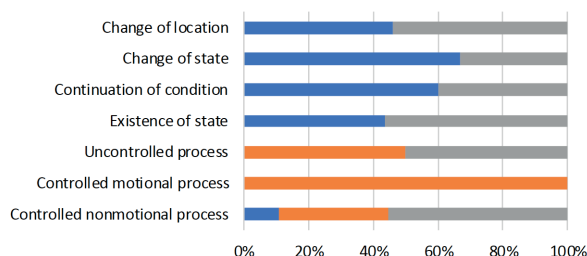 Change of location
Change of state
Continuation of condition
Existence of state
Uncontrolled process
Controlled motional process
Controlled nonmotional process
0% 20% 40% 60% 80% 100%